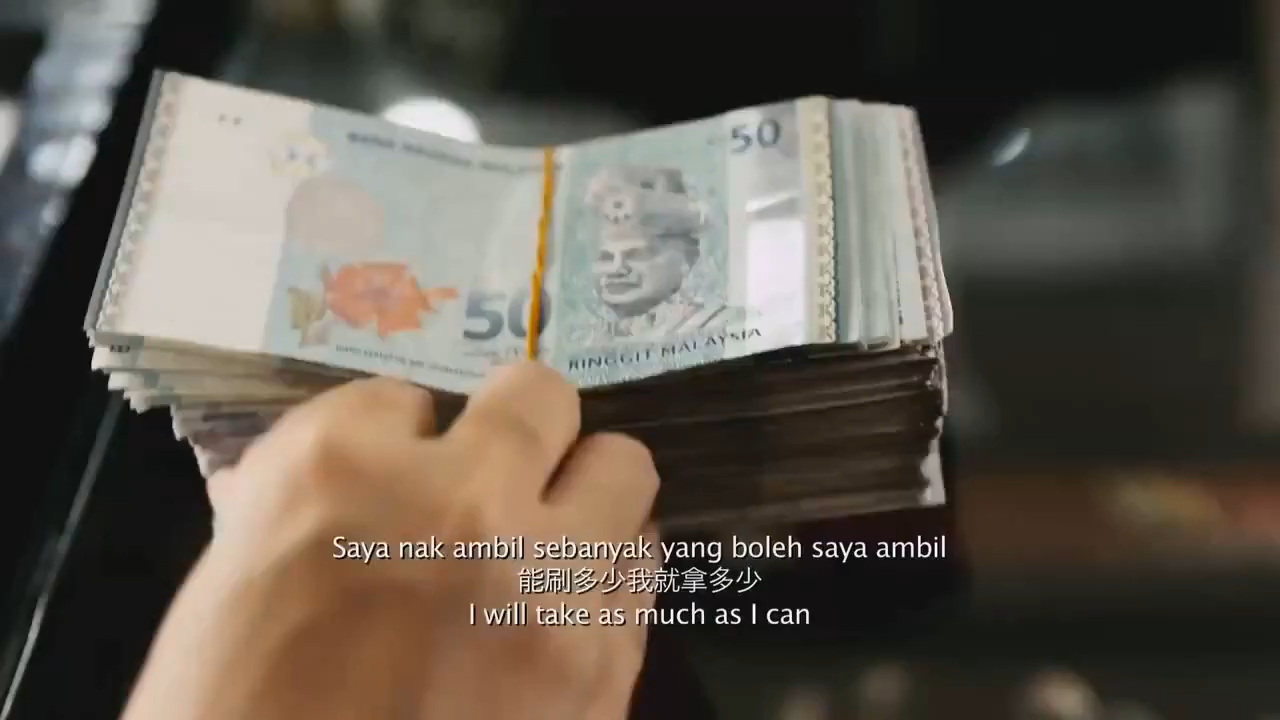 50
50
RINGGIT MALAYSIA
Saya nak ambil sebanyak yang boleh saya ambil
能刷多少我就拿多少
I will take as much as I can